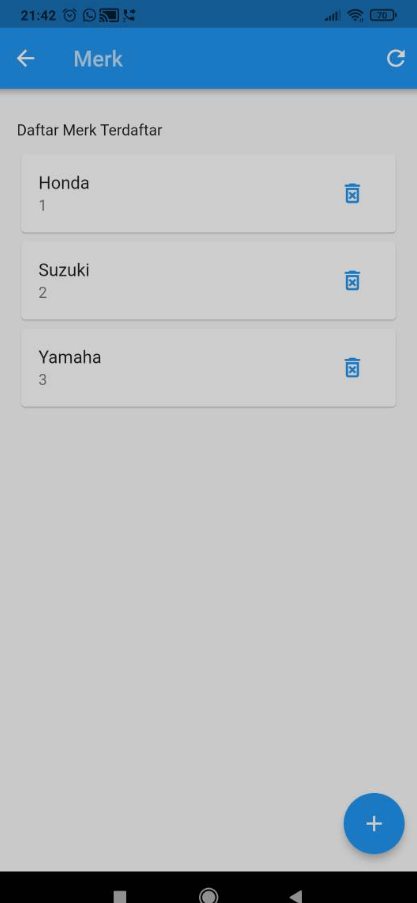 21:42
70
Merk
Daftar Merk Terdaftar
Honda
1
Suzuki
2
Yamaha
3